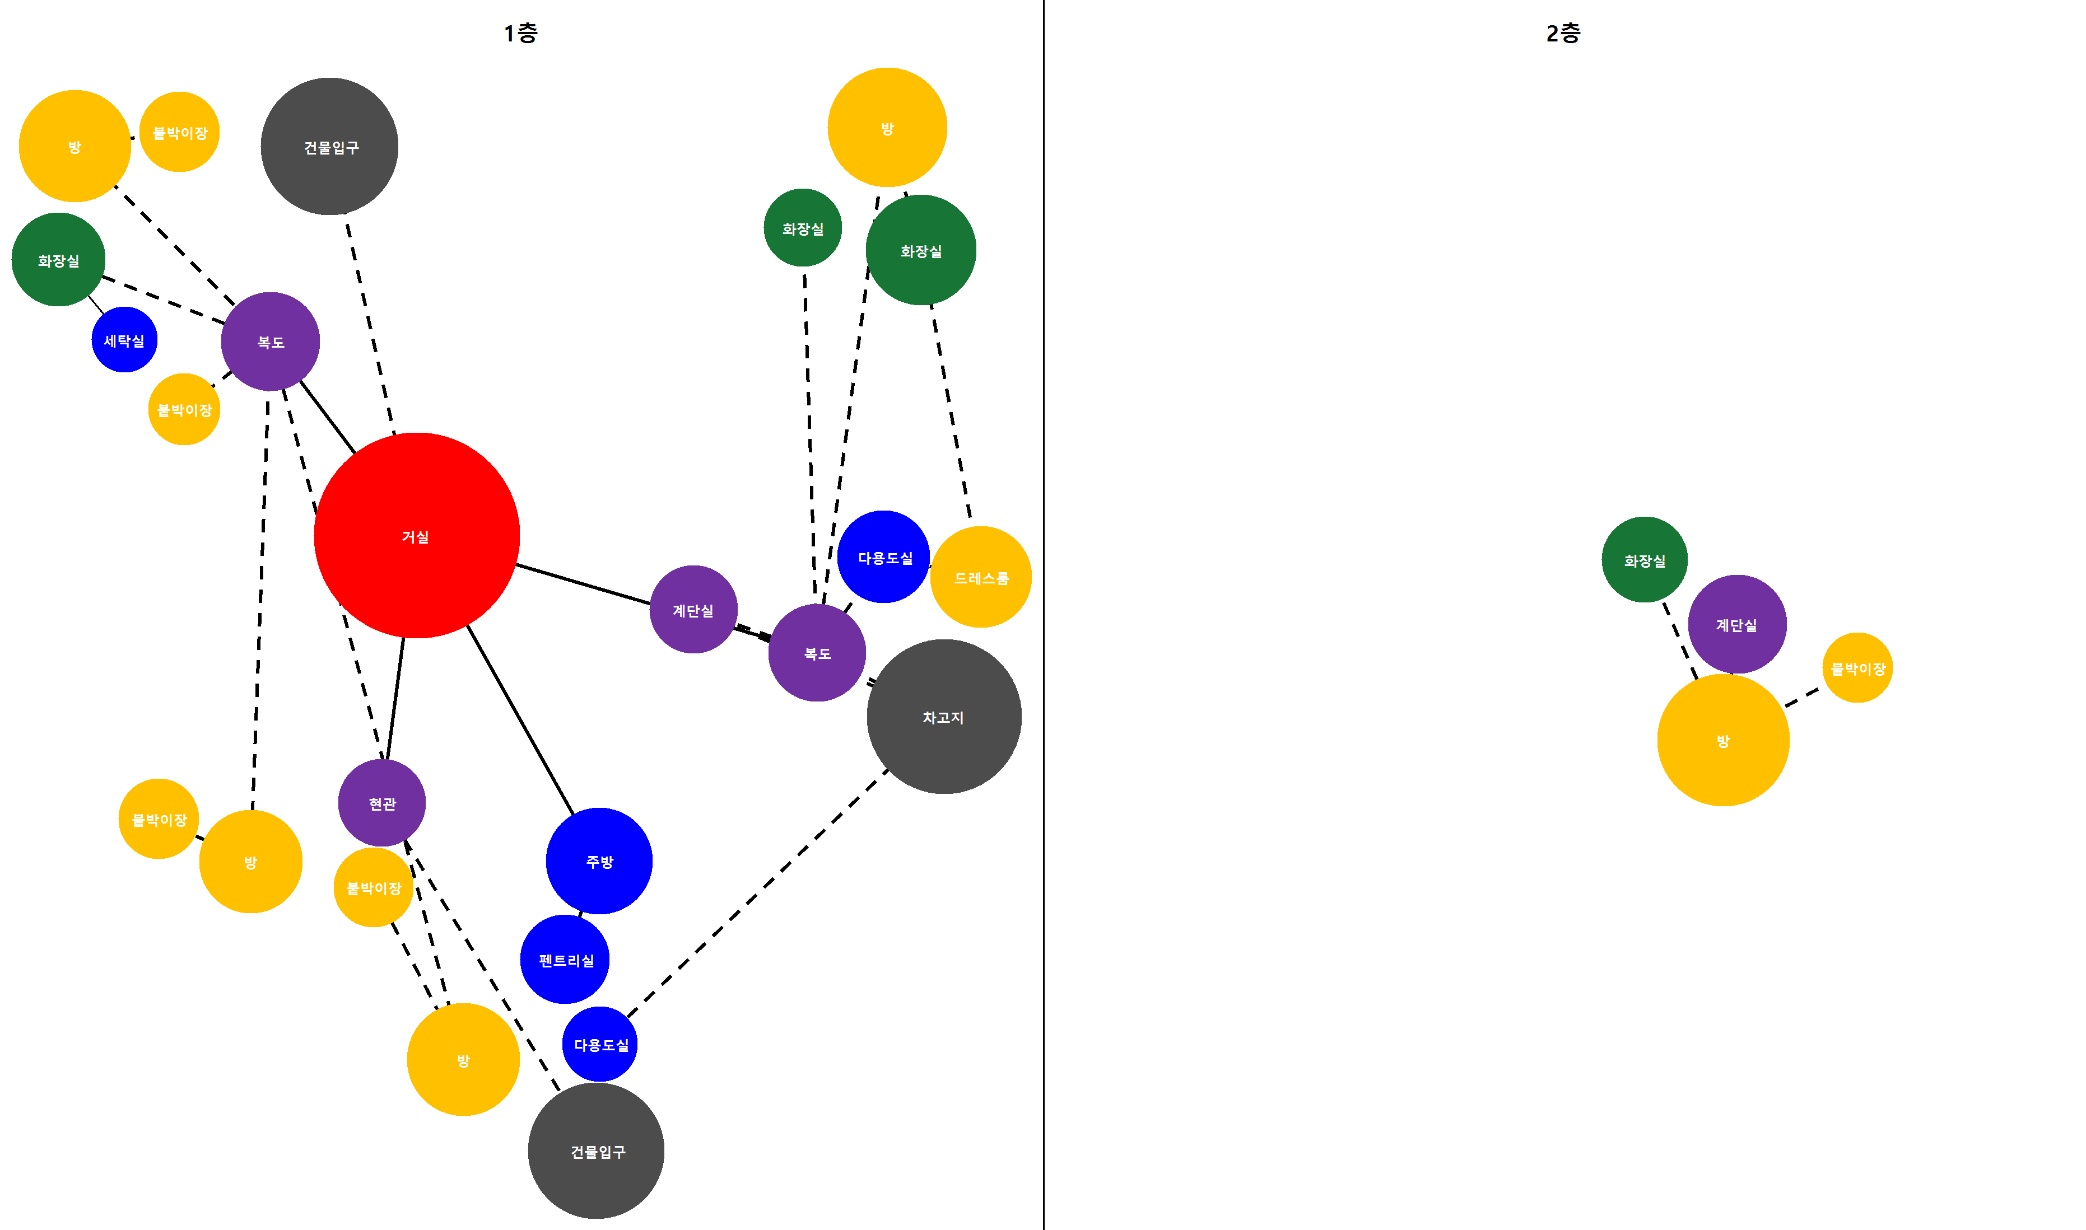 1층
방
붙박이장
건물입구
방
화장실
화장실
화장실
세탁실
복도
붙박이장
거실
다용도실
드레스룸
계단실
복도
차고지
현관
붙박이장
방
붙박이장
주방
펜트리실
다용도실
방
건물입구
2층
화장실
계단실
붙박이장
방